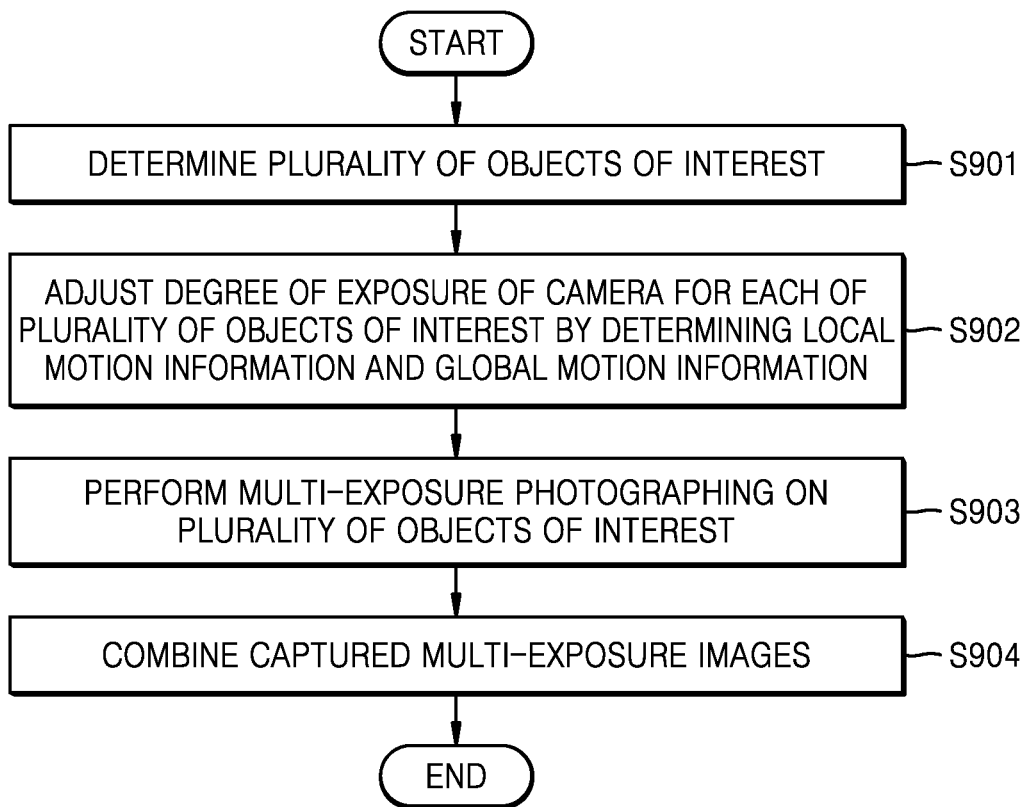 START
DETERMINE PLURALITY OF OBJECTS OF INTEREST
S901
ADJUST DEGREE OF EXPOSURE OF CAMERA FOR EACH OF
PLURALITY OF OBJECTS OF INTEREST BY DETERMINING LOCAL
MOTION INFORMATION AND GLOBAL MOTION INFORMATION
S902
PERFORM MULTI-EXPOSURE PHOTOGRAPHING ON
PLURALITY OF OBJECTS OF INTEREST
S903
COMBINE CAPTURED MULTI-EXPOSURE IMAGES
S904
END